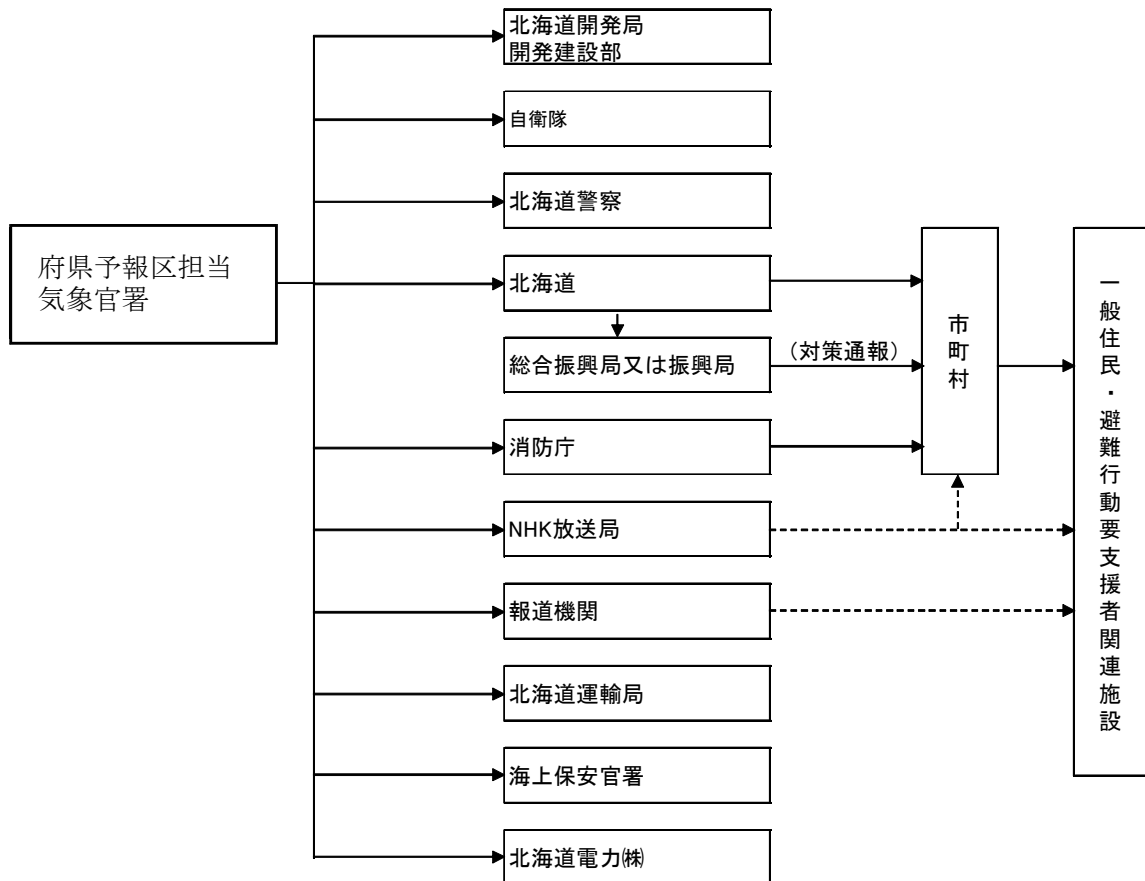 北海道開発局
開発建設部
自衛隊
北海道警察
府県予報区担当
気象官署
北海道
総合振興局又は振興局
（対策通報）
市町村
一般住民・避難行動要支援者関連施設
消防庁
NHK放送局
報道機関
北海道運輸局
海上保安官署
北海道電力㈱